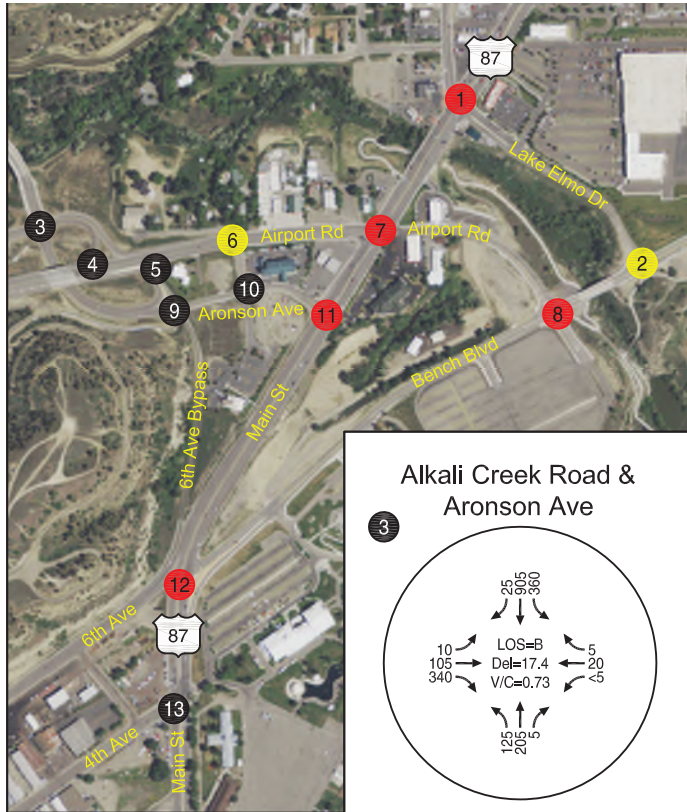 87
1
Lake Elmo Dr
3
6
Airport Rd
7
Airport Rd
4
5
2
10
9
Aronson Ave
11
8
Bench Blvd
6th Ave Bypass
Main St
12
6th Ave
87
13
4th Ave
Main St
Alkali Creek Road &
Aronson Ave
3
25
905
360
10
LOS=B
5
105
Del=17.4
20
340
V/C=0.73
<5
125
205
5